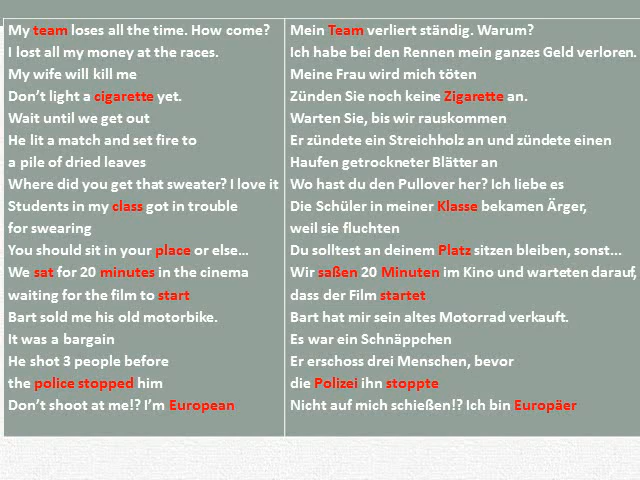 My team loses all the time. How come?
I lost all my money at the races.
My wife will kill me
Don't light a cigarette yet.
Wait until we get out
He lit a match and set fire to
a pile of dried leaves
Where did you get that sweater? I love it
Students in my class got in trouble
for swearing
You should sit in your place or else…
We sat for 20 minutes in the cinema
waiting for the film to start
Bart sold me his old motorbike.
It was a bargain
He shot 3 people before
the police stopped him
Don't shoot at me!? I'm European
Mein Team verliert ständig. Warum?
Ich habe bei den Rennen mein ganzes Geld verloren.
Meine Frau wird mich töten
Zünden Sie noch keine Zigarette an.
Warten Sie, bis wir rauskommen
Er zündete ein Streichholz an und zündete einen
Haufen getrockneter Blätter an
Wo hast du den Pullover her? Ich liebe es
Die Schüler in meiner Klasse bekamen Ärger,
weil sie fluchten
Du solltest an deinem Platz sitzen bleiben, sonst…
Wir saßen 20 Minuten im Kino und warteten darauf,
dass der Film startet
Bart hat mir sein altes Motorrad verkauft.
Es war ein Schnäppchen
Er erschoss drei Menschen, bevor
die Polizei ihn stoppte
Nicht auf mich schießen!? Ich bin Europäer